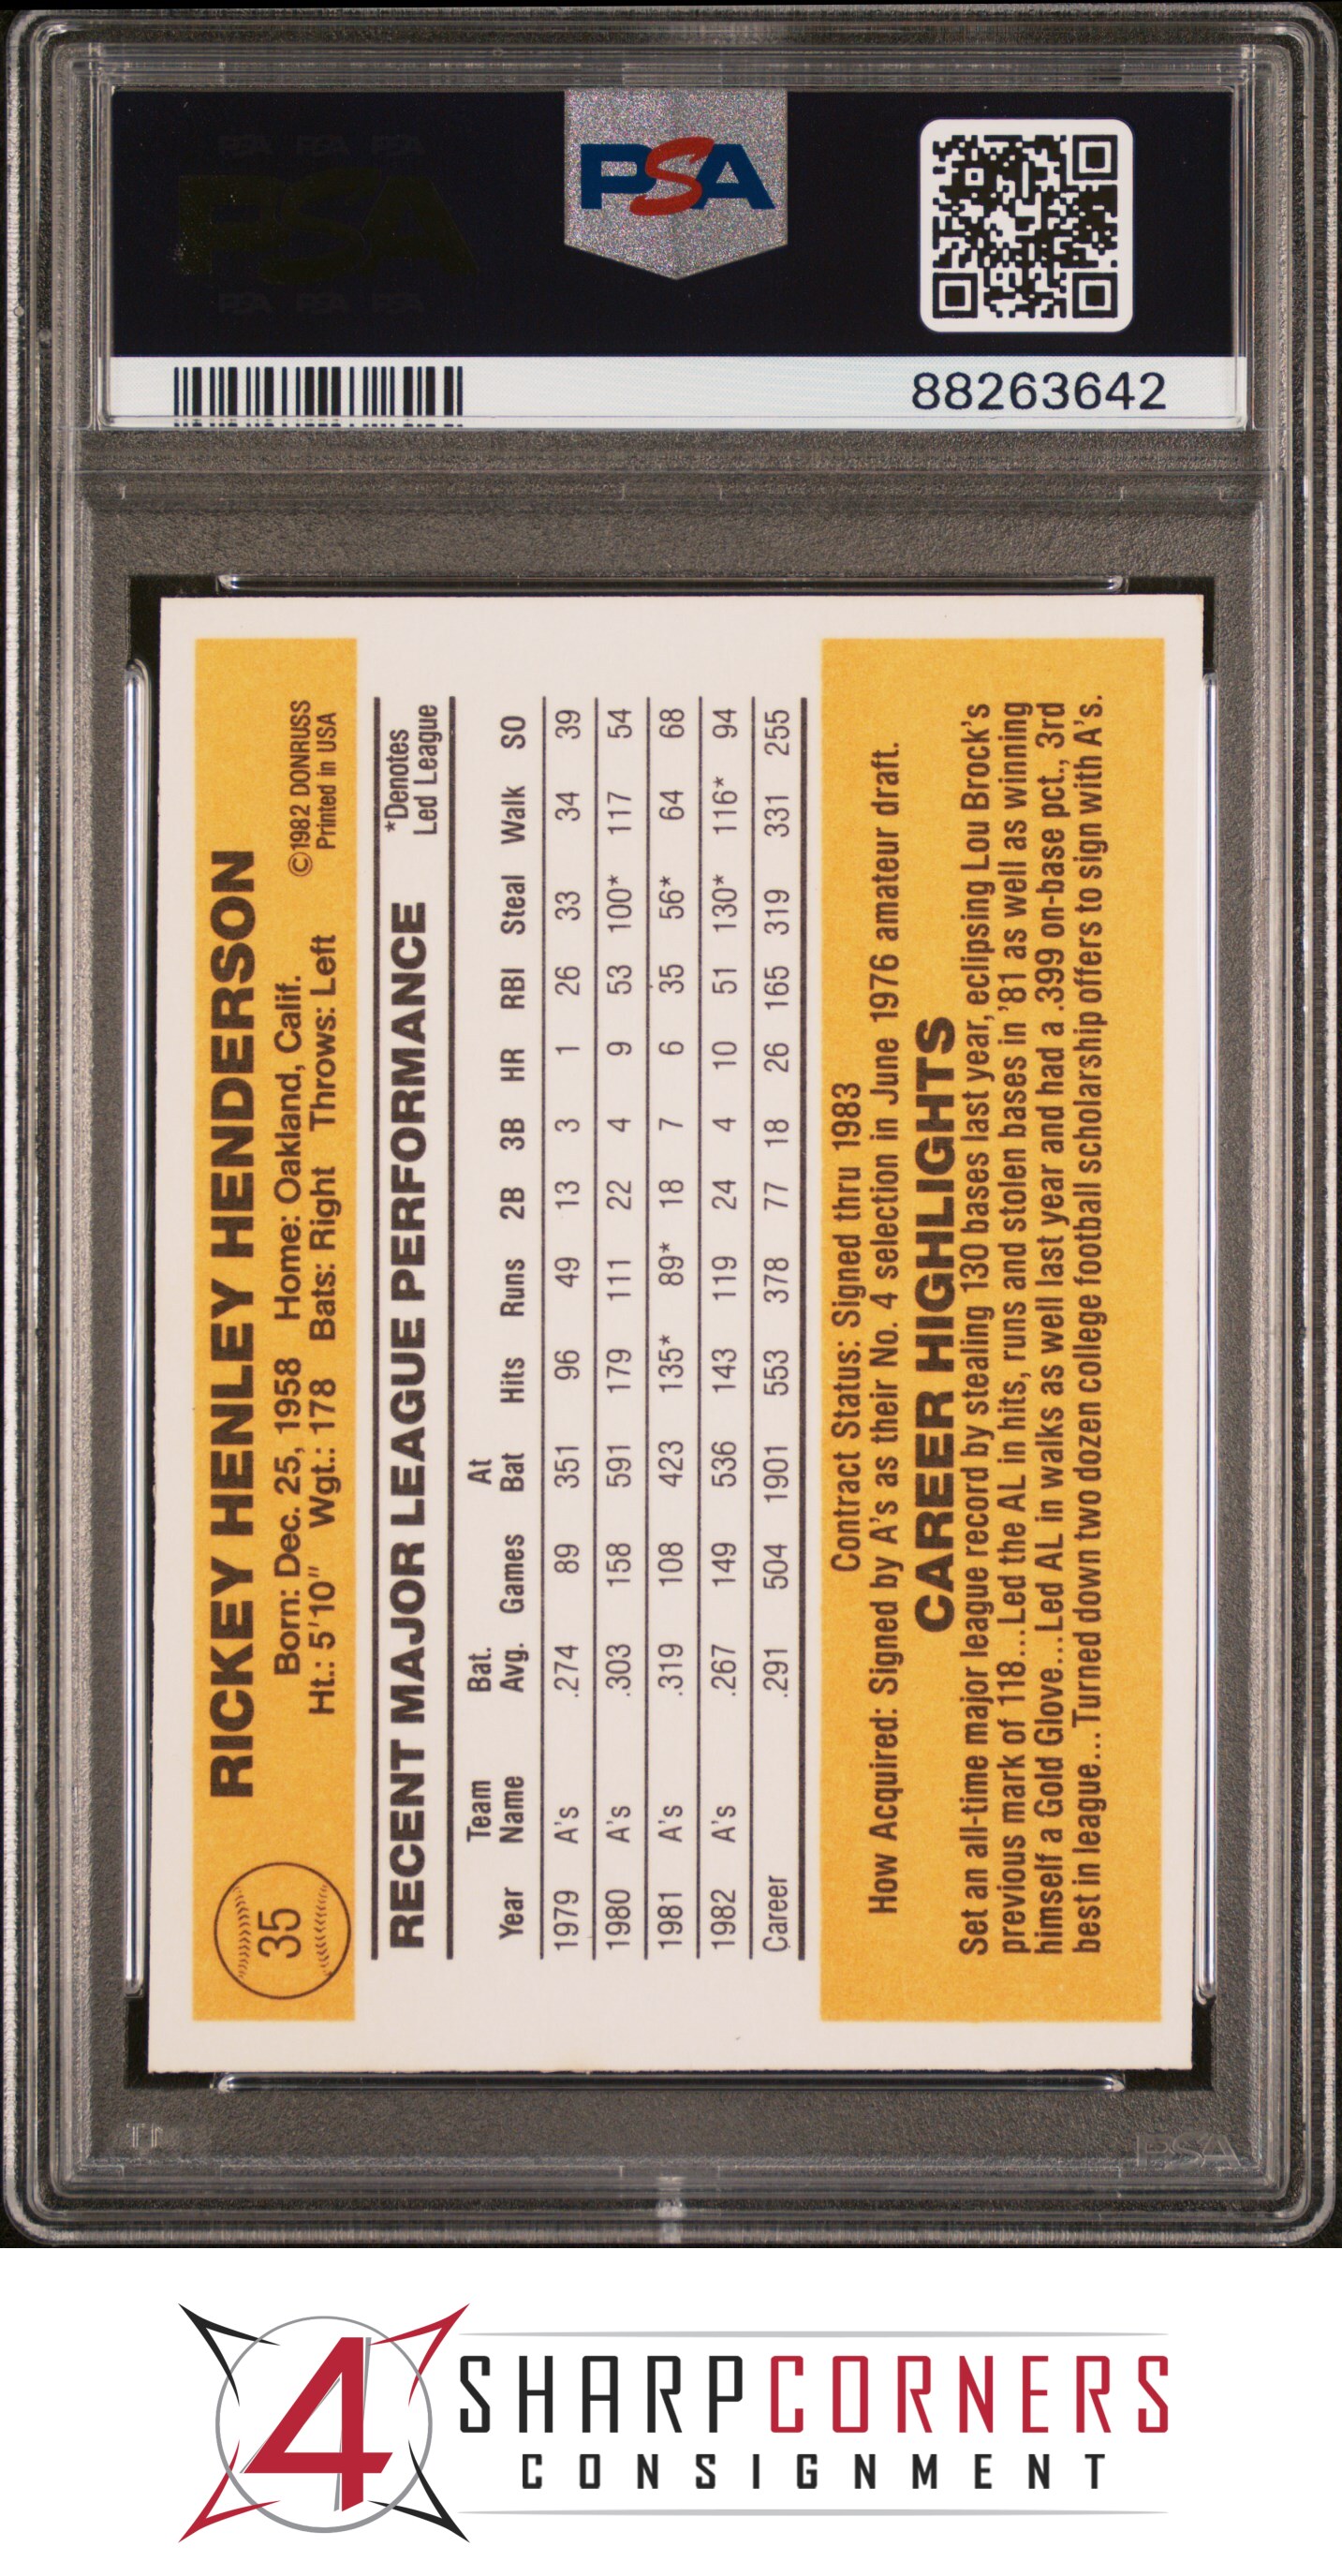 PSA PSA PSA
PSA
PSA PSA PSA
PSA
88263642
35
RICKEY HENLEY HENDERSON
Born: Dec. 25, 1958 Home: Oakland, Calif. ©1982 DONRUSS
Ht.: 5'10" Wgt.: 178 Bats: Right Throws: Left Printed in USA
RECENT MAJOR LEAGUE PERFORMANCE
*Denotes
Led League
Year Team Name Bat. Avg. Games At Bat Hits Runs 2B 3B HR RBI Steal Walk SO
1979 A's .274 89 351 96 49 13 3 1 26 33 34 39
1980 A's .303 158 591 179 111 22 4 9 53 100* 117 54
1981 A's .319 108 423 135* 89* 18 7 6 35 56* 64 68
1982 A's .267 149 536 143 119 24 4 10 51 130* 116* 94
Career .291 504 1901 553 378 77 18 26 165 319 331 255
Contract Status: Signed thru 1983
How Acquired: Signed by A's as their No. 4 selection in June 1976 amateur draft.
CAREER HIGHLIGHTS
Set an all-time major league record by stealing 130 bases last year, eclipsing Lou Brock's
previous mark of 118...Led the AL in hits, runs and stolen bases in '81 as well as winning
himself a Gold Glove...Led AL in walks as well last year and had a .399 on-base pct., 3rd
best in league...Turned down two dozen college football scholarship offers to sign with A's.
PSA
4
SHARPCORNERS
CONSIGNMENT